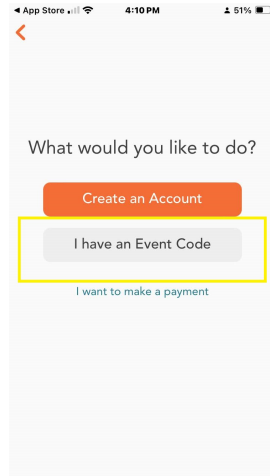 App Store 4:10 PM 51%
What would you like to do?
Create an Account
I have an Event Code
I want to make a payment